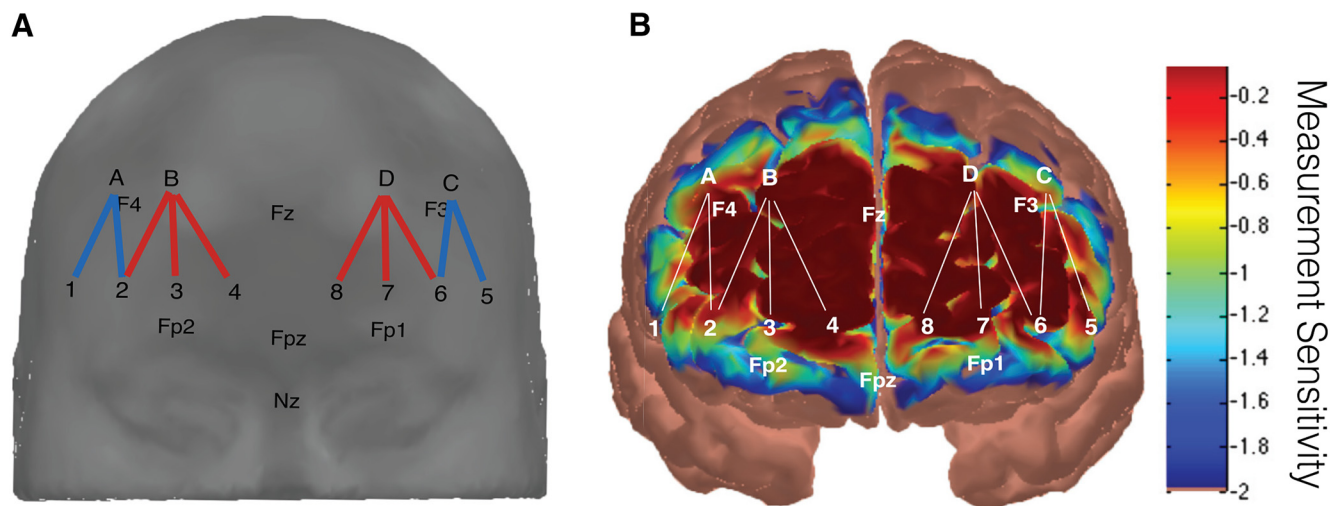 A
A B D C
F4 Fz F3
1 2 3 4 8 7 6 5
Fp2 Fpz Fp1
Nz
B
A B D C
F4 Fz F3
1 2 3 4 8 7 6 5
Fp2 Fpz Fp1
-0.2
-0.4
-0.6
-0.8
-1
-1.2
-1.4
-1.6
-1.8
-2
Measurement Sensitivity